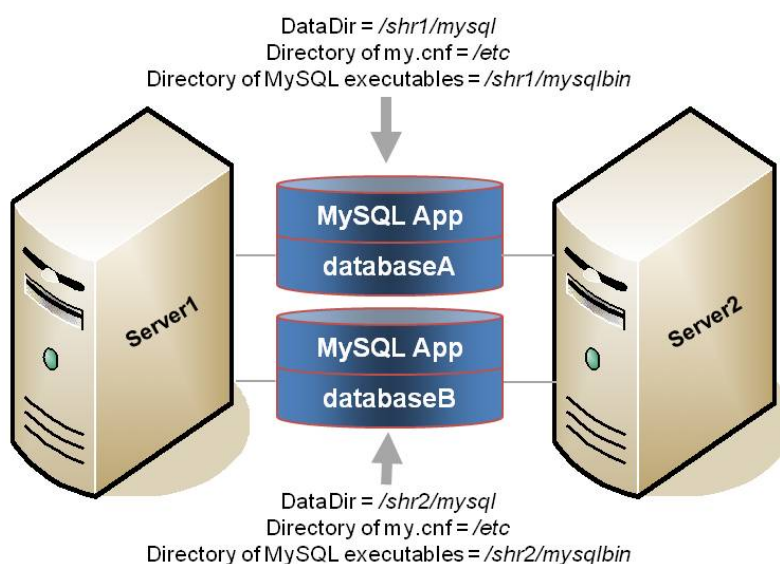 DataDir = /shr1/mysql
Directory of my.cnf = /etc
Directory of MySQL executables = /shr1/mysqlbin
Server1
MySQL App
databaseA
MySQL App
databaseB
Server2
DataDir = /shr2/mysql
Directory of my.cnf = /etc
Directory of MySQL executables = /shr2/mysqlbin